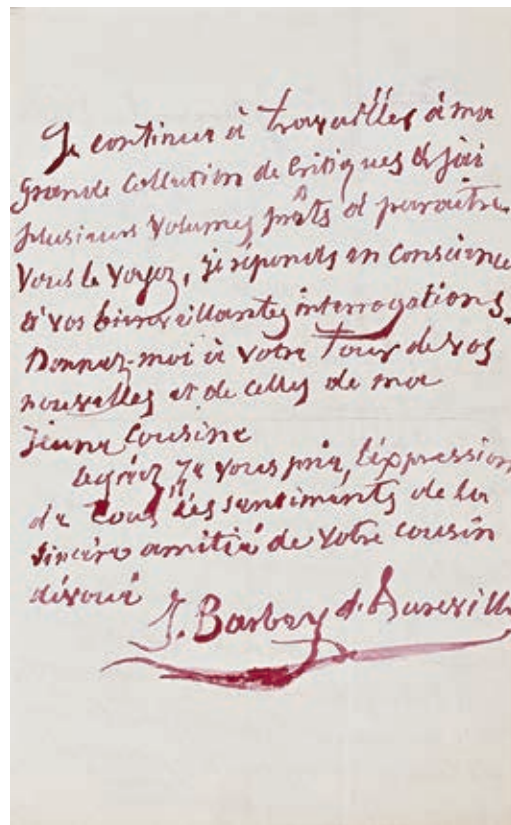 Je continue à travailler à ma
grande collection de Critiques et j'ai
plusieurs volumes prêts à paraître.
Vous le voyez, je réponds en conscience
à vos bienveillantes interrogations.
Donnez-moi à votre tour de vos
nouvelles et de celles de ma
jeune cousine
Agréez je vous prie, l'expression
de tous les sentiments de la
sincère amitié de votre cousin
dévoué
J. Barbey d'Aurevilly